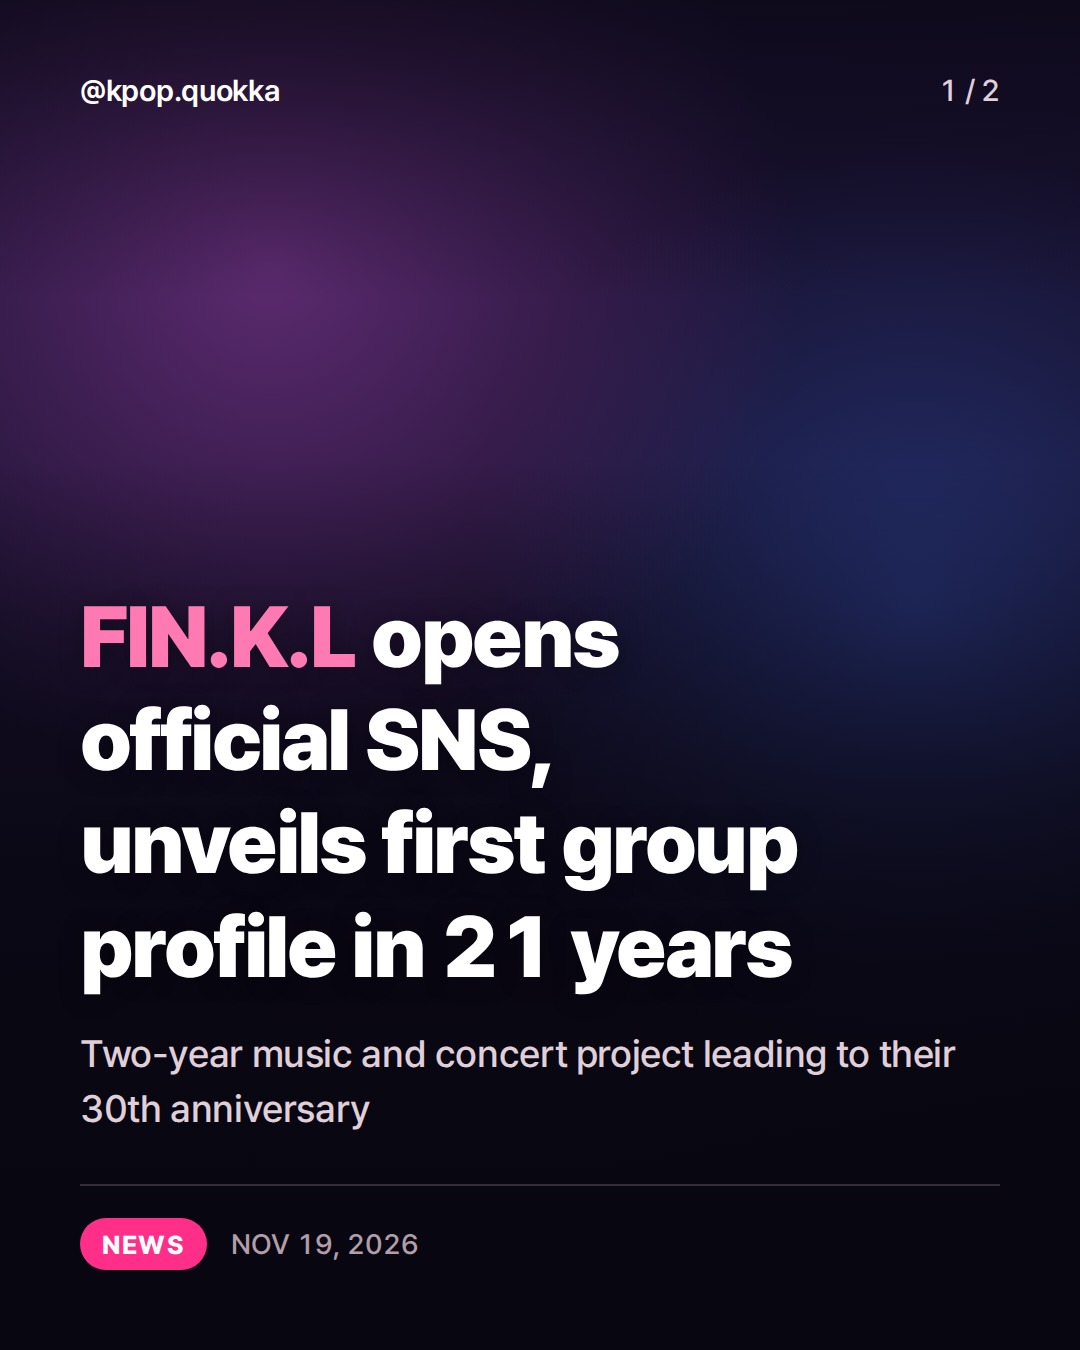 @kpop.quokka
1 / 2
FIN.K.L opens
official SNS,
unveils first group
profile in 21 years
Two-year music and concert project leading to their
30th anniversary
NEWS
NOV 19, 2026